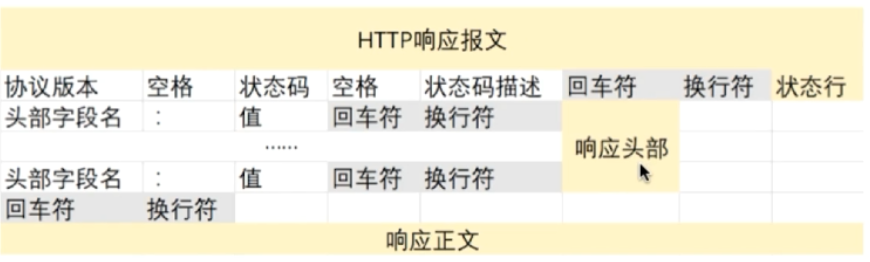 HTTP响应报文
协议版本 空格 状态码 空格 状态码描述 回车符 换行符 状态行
头部字段名 : 值 回车符 换行符
...... 响应头部
头部字段名 : 值 回车符 换行符
回车符 换行符
响应正文